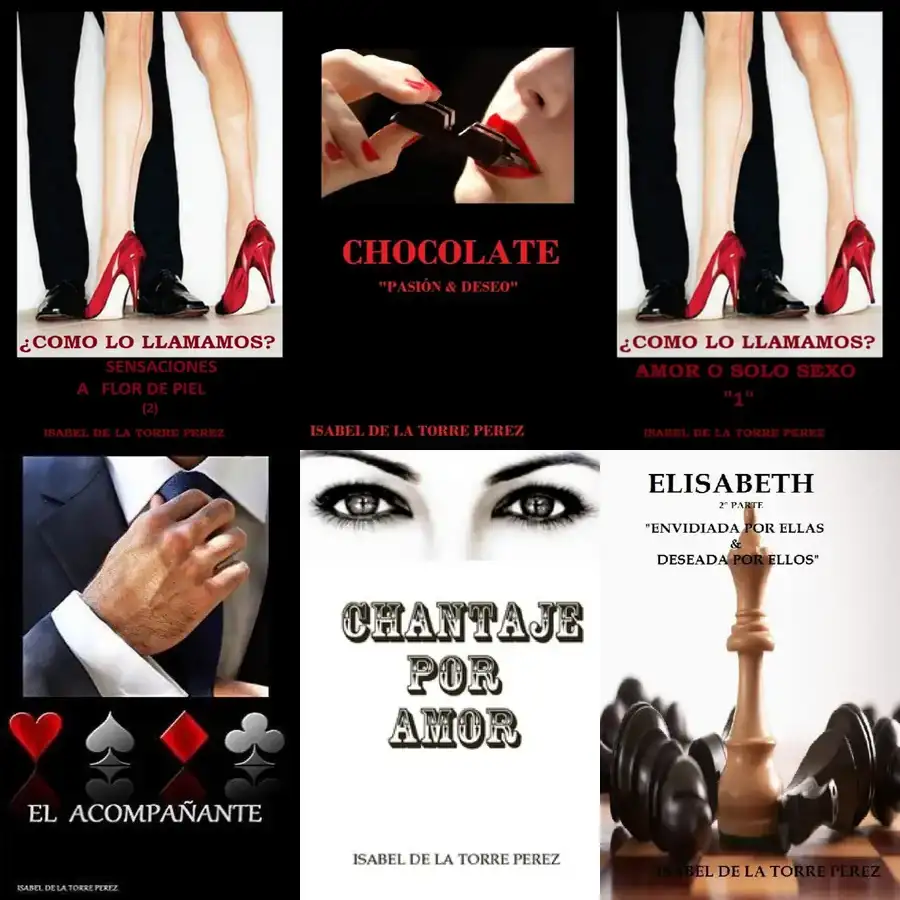 ¿COMO LO LLAMAMOS?
SENSACIONES
A FLOR DE PIEL
(2)
ISABEL DE LA TORRE PEREZ
CHOCOLATE
"PASIÓN & DESEO"
ISABEL DE LA TORRE PEREZ
¿COMO LO LLAMAMOS?
AMOR O SOLO SEXO
"1"
ISABEL DE LA TORRE PEREZ
EL ACOMPAÑANTE
ISABEL DE LA TORRE PEREZ
CHANTAJE
POR
AMOR
ISABEL DE LA TORRE PEREZ
ELISABETH
2º PARTE
"ENVIDIADA POR ELLAS
&
DESEADA POR ELLOS"
ISABEL DE LA TORRE PEREZ